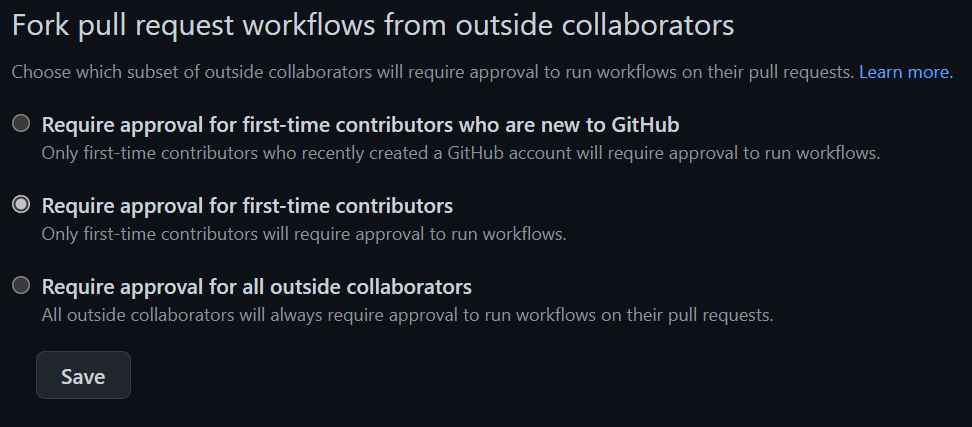 Fork pull request workflows from outside collaborators
Choose which subset of outside collaborators will require approval to run workflows on their pull requests. Learn more.
Require approval for first-time contributors who are new to GitHub
Only first-time contributors who recently created a GitHub account will require approval to run workflows.
Require approval for first-time contributors
Only first-time contributors will require approval to run workflows.
Require approval for all outside collaborators
All outside collaborators will always require approval to run workflows on their pull requests.
Save